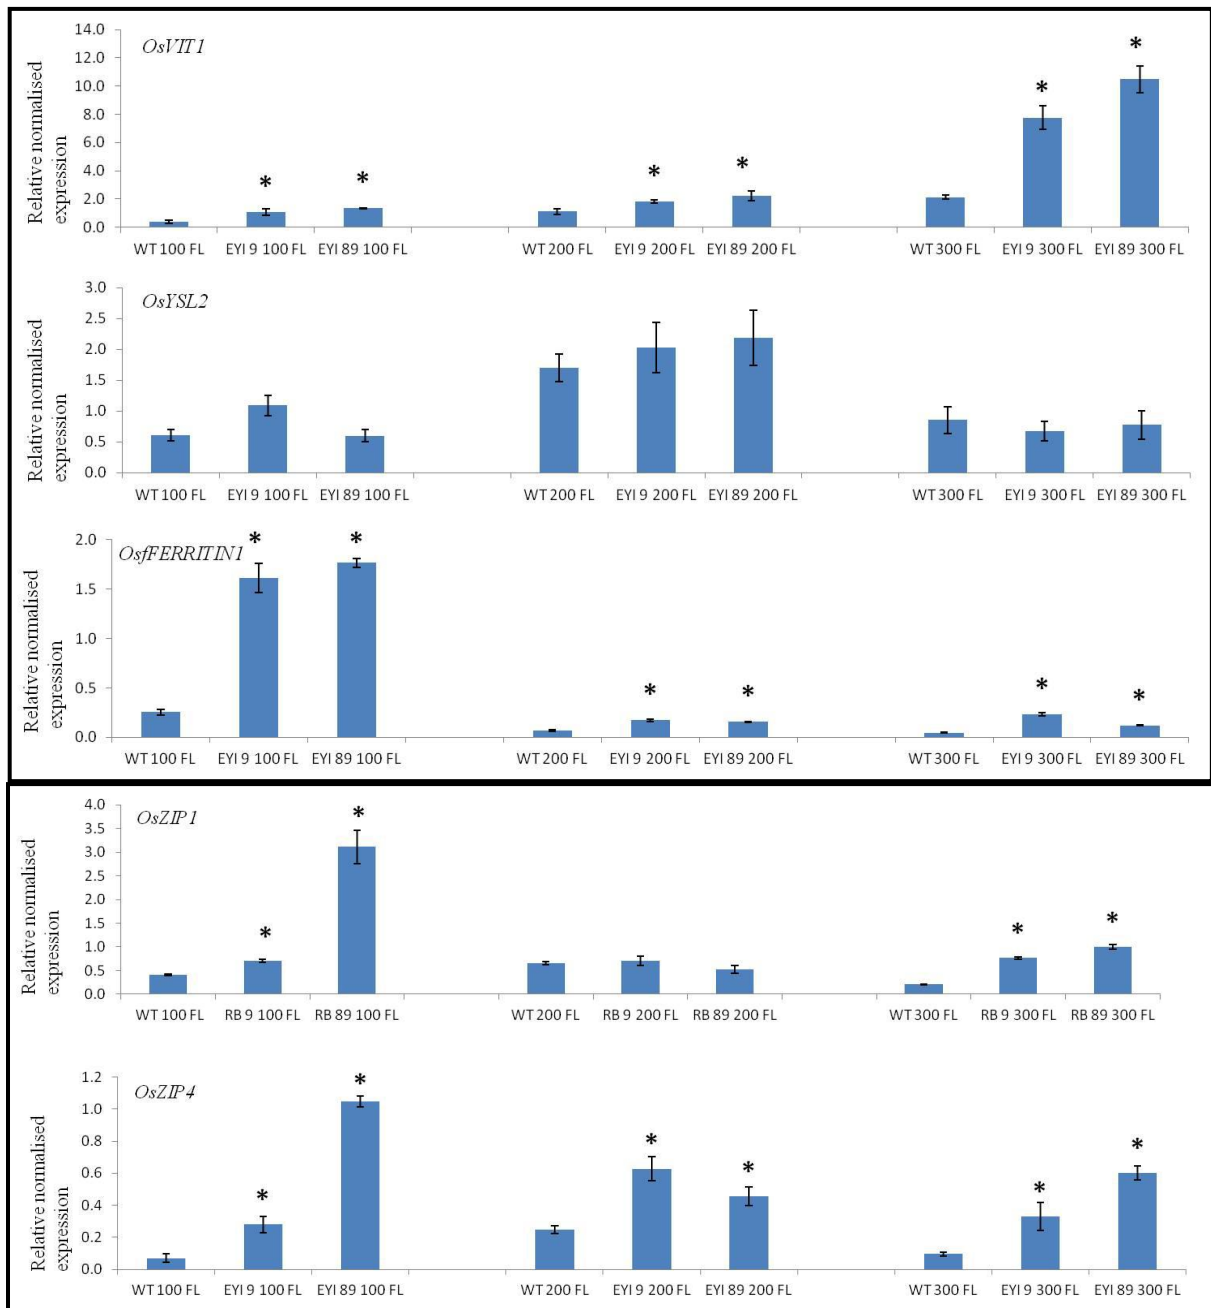 OsVIT1
Relative normalised
expression
14.0
12.0
10.0
8.0
6.0
4.0
2.0
0.0
* * * * * *
WT 100 FL EYI 9 100 FL EYI 89 100 FL WT 200 FL EYI 9 200 FL EYI 89 200 FL WT 300 FL EYI 9 300 FL EYI 89 300 FL
OsYSL2
Relative normalised
expression
3.0
2.5
2.0
1.5
1.0
0.5
0.0
WT 100 FL EYI 9 100 FL EYI 89 100 FL WT 200 FL EYI 9 200 FL EYI 89 200 FL WT 300 FL EYI 9 300 FL EYI 89 300 FL
OsfFERRITIN1
Relative normalised
expression
2.0
1.5
1.0
0.5
0.0
* * * * * *
WT 100 FL EYI 9 100 FL EYI 89 100 FL WT 200 FL EYI 9 200 FL EYI 89 200 FL WT 300 FL EYI 9 300 FL EYI 89 300 FL
OsZIP1
Relative normalised
expression
4.0
3.5
3.0
2.5
2.0
1.5
1.0
0.5
0.0
* * * *
WT 100 FL RB 9 100 FL RB 89 100 FL WT 200 FL RB 9 200 FL RB 89 200 FL WT 300 FL RB 9 300 FL RB 89 300 FL
OsZIP4
Relative normalised
expression
1.2
1.0
0.8
0.6
0.4
0.2
0.0
* * * * * *
WT 100 FL EYI 9 100 FL EYI 89 100 FL WT 200 FL EYI 9 200 FL EYI 89 200 FL WT 300 FL EYI 9 300 FL EYI 89 300 FL